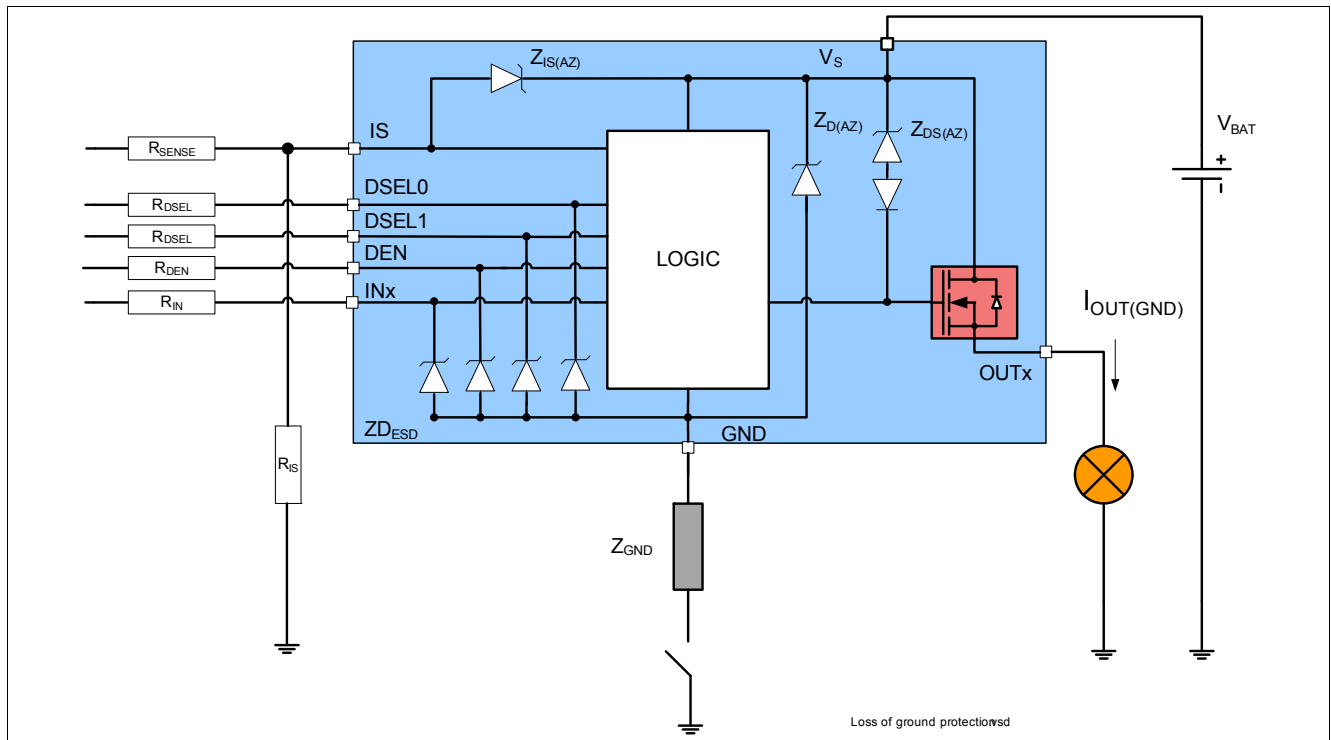 Z_IS(AZ)
V_S
Z_D(AZ)
Z_DS(AZ)
V_BAT
+
-
IS
R_SENSE
DSEL0
R_DSEL
DSEL1
R_DSEL
DEN
R_DEN
INx
R_IN
LOGIC
I_OUT(GND)
OUTx
ZD_ESD
GND
R_IS
Z_GND
Loss of ground protectionvsd